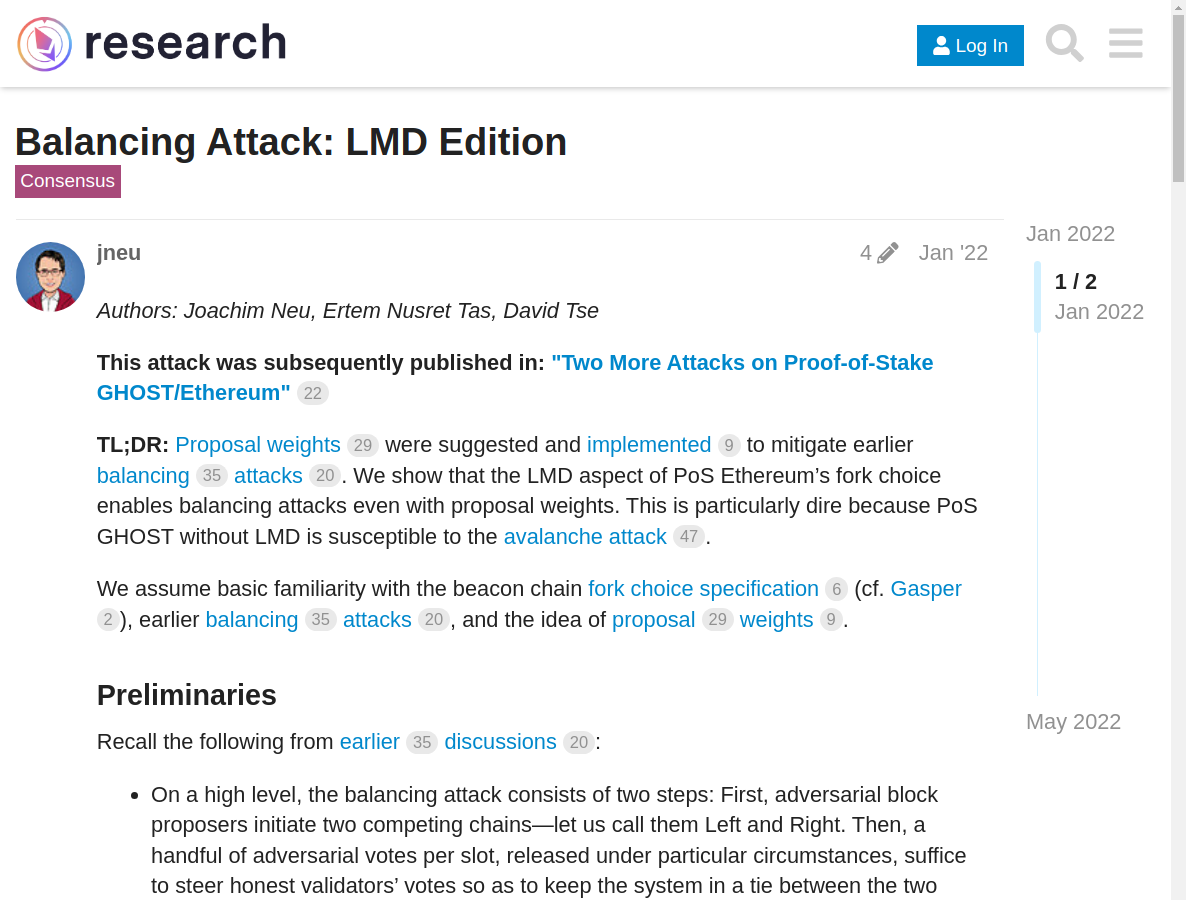 research
Log In
Balancing Attack: LMD Edition
Consensus
jneu
4
Jan '22
Jan 2022
1 / 2
Jan 2022
May 2022
Authors: Joachim Neu, Ertem Nusret Tas, David Tse
This attack was subsequently published in: "Two More Attacks on Proof-of-Stake
GHOST/Ethereum" 22
TL;DR: Proposal weights 29 were suggested and implemented 9 to mitigate earlier
balancing 35 attacks 20. We show that the LMD aspect of PoS Ethereum’s fork choice
enables balancing attacks even with proposal weights. This is particularly dire because PoS
GHOST without LMD is susceptible to the avalanche attack 47.
We assume basic familiarity with the beacon chain fork choice specification 6 (cf. Gasper
2), earlier balancing 35 attacks 20, and the idea of proposal 29 weights 9.
Preliminaries
Recall the following from earlier 35 discussions 20:
• On a high level, the balancing attack consists of two steps: First, adversarial block
proposers initiate two competing chains—let us call them Left and Right. Then, a
handful of adversarial votes per slot, released under particular circumstances, suffice
to steer honest validators’ votes so as to keep the system in a tie between the two